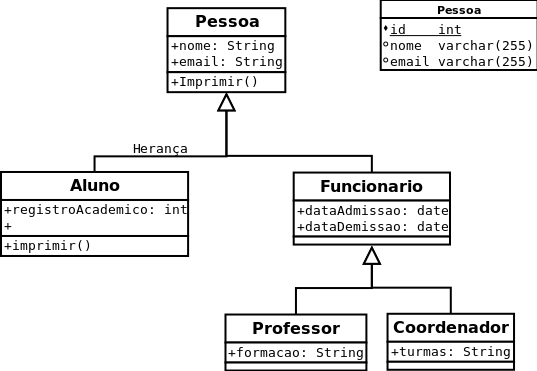 Pessoa
+nome: String
+email: String
+Imprimir()
Pessoa
id int
nome varchar(255)
email varchar(255)
Herança
Aluno
+registroAcademico: int
+
+imprimir()
Funcionario
+dataAdmissao: date
+dataDemissao: date
Professor
+formacao: String
Coordenador
+turmas: String